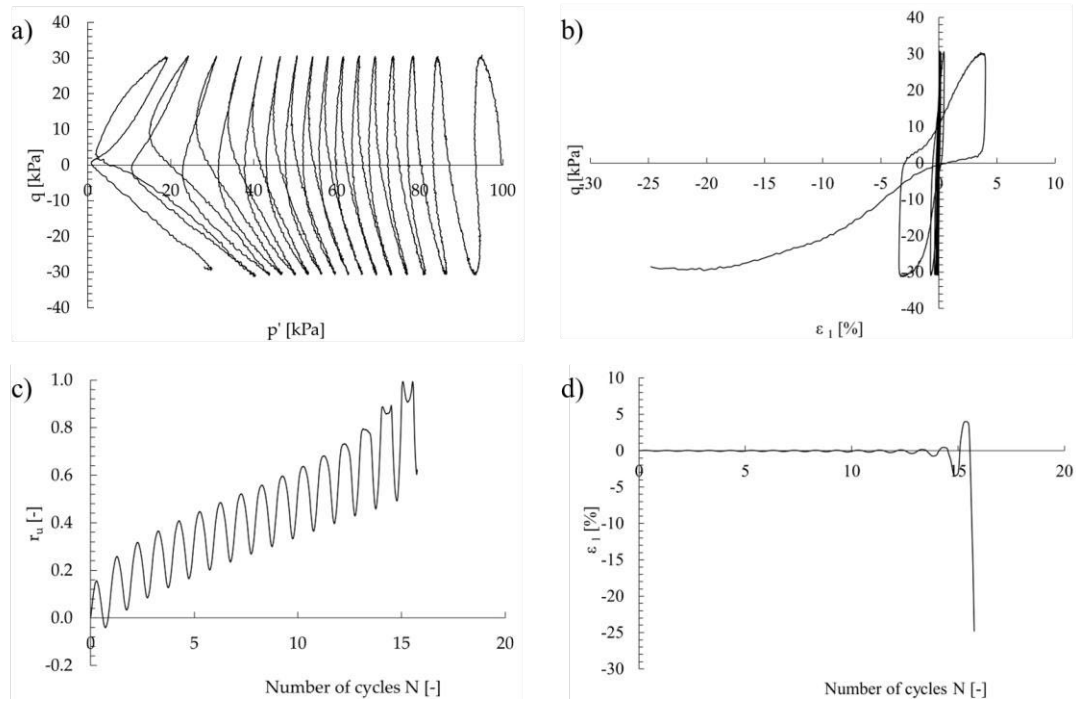 a)
40
30
20
10
0
-10
-20
-30
-40
q [kPa]
0 20 40 60 80 100
p' [kPa]
b)
40
30
20
10
0
-10
-20
-30
-40
q [kPa]
-30 -25 -20 -15 -10 -5 0 5 10
ε 1 [%]
c)
1.0
0.8
0.6
0.4
0.2
0.0
-0.2
r u [-]
0 5 10 15 20
Number of cycles N [-]
d)
10
5
0
-5
-10
-15
-20
-25
-30
ε 1 [%]
0 5 10 15 20
Number of cycles N [-]